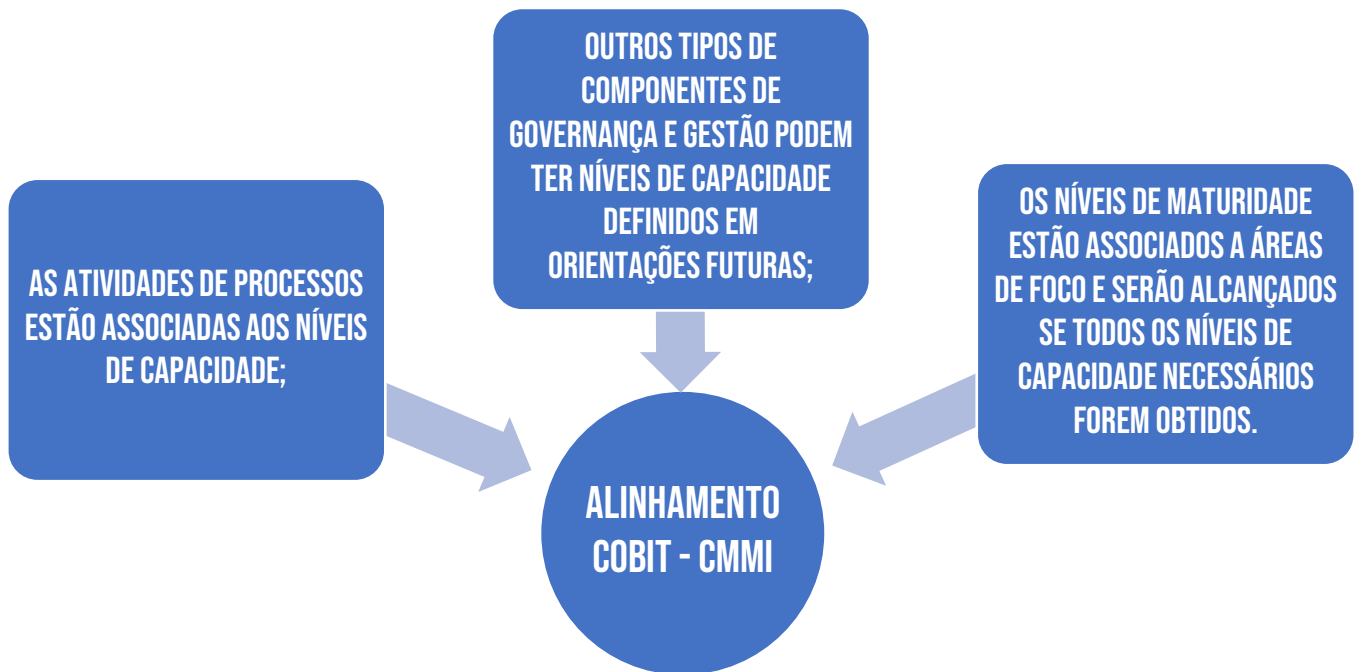 OUTROS TIPOS DE
COMPONENTES DE
GOVERNANÇA E GESTÃO PODEM
TER NÍVEIS DE CAPACIDADE
DEFINIDOS EM
ORIENTAÇÕES FUTURAS;
AS ATIVIDADES DE PROCESSOS
ESTÃO ASSOCIADAS AOS NÍVEIS
DE CAPACIDADE;
OS NÍVEIS DE MATURIDADE
ESTÃO ASSOCIADOS A ÁREAS
DE FOCO E SERÃO ALCANÇADOS
SE TODOS OS NÍVEIS DE
CAPACIDADE NECESSÁRIOS
FOREM OBTIDOS.
ALINHAMENTO
COBIT - CMMI